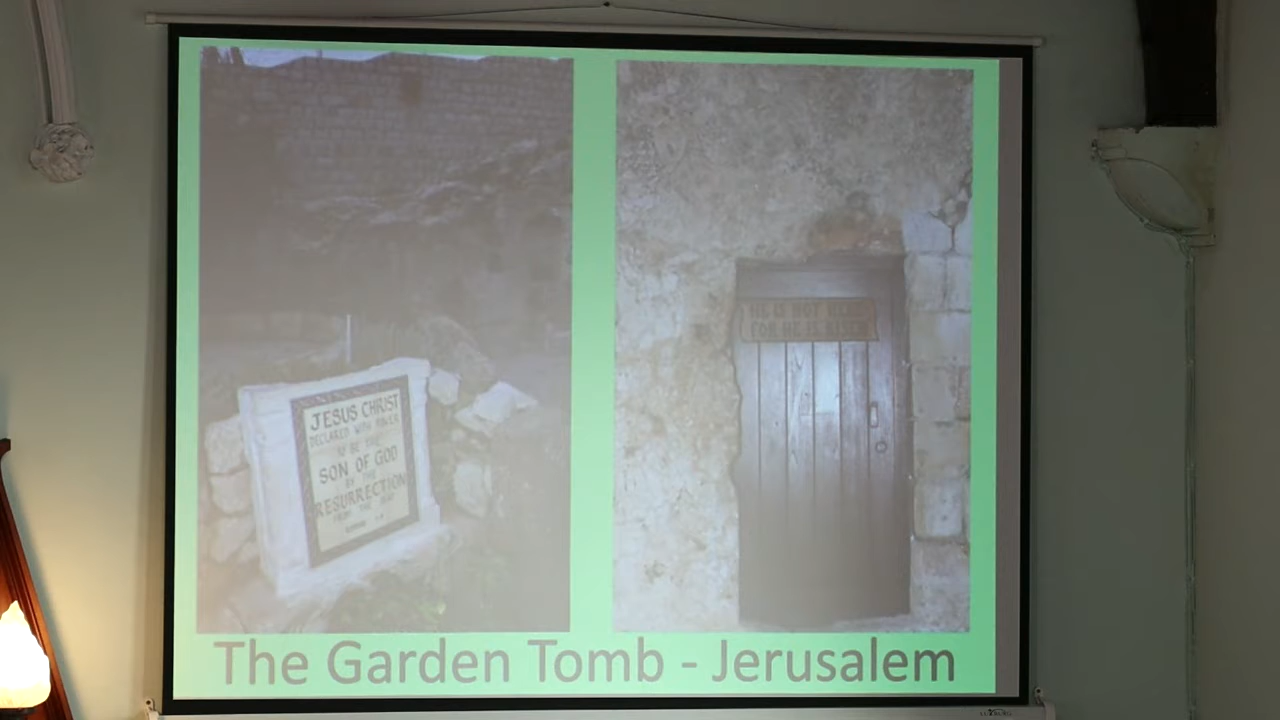 JESUS CHRIST
DECLARED WITH POWER
TO BE THE
SON OF GOD
BY THE
RESURRECTION
FROM THE DEAD
HE IS NOT HERE
FOR HE IS RISEN
The Garden Tomb - Jerusalem